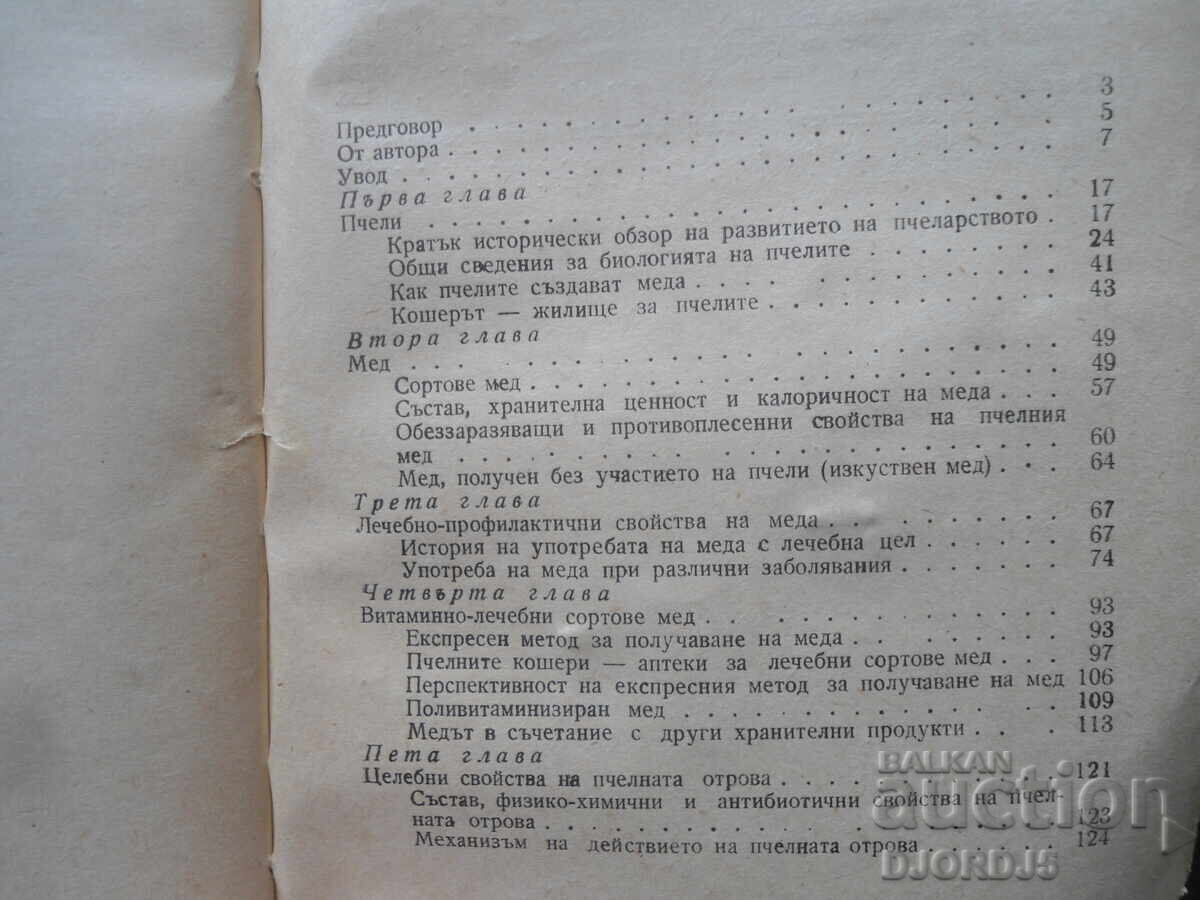 Предговор . . . . . . . . . . . . . . . . . . . . 3
От автора . . . . . . . . . . . . . . . . . . . . 5
Увод . . . . . . . . . . . . . . . . . . . . 7
Първа глава
Пчели . . . . . . . . . . . . . . . . . . . . 17
Кратък исторически обзор на развитието на пчеларството . 17
Общи сведения за биологията на пчелите . . . . . . . . 24
Как пчелите създават меда . . . . . . . . . . . . 41
Кошерът — жилище за пчелите . . . . . . . . . . . 43
Втора глава
Мед . . . . . . . . . . . . . . . . . . . . 49
Сортове мед . . . . . . . . . . . . . . . . . . 49
Състав, хранителна ценност и калоричност на меда . . . 57
Обеззаразяващи и противоплесенни свойства на пчелния
мед . . . . . . . . . . . . . . . . . . . . 60
Мед, получен без участието на пчели (изкуствен мед) . . . 64
Трета глава
Лечебно-профилактични свойства на меда . . . . . . . . 67
История на употребата на меда с лечебна цел . . . . . . 67
Употреба на меда при различни заболявания . . . . . . . 74
Четвърта глава
Витаминно-лечебни сортове мед . . . . . . . . . . . . 93
Експресен метод за получаване на меда . . . . . . . . 93
Пчелните кошери — аптеки за лечебни сортове мед . . . 97
Перспективност на експресния метод за получаване на мед 106
Поливитаминизиран мед . . . . . . . . . . . . . . 109
Медът в съчетание с други хранителни продукти . . . . 113
Пета глава
Целебни свойства на пчелната отрова . . . . . . . . . . 121
Състав, физико-химични и антибиотични свойства на пчел-
ната отрова . . . . . . . . . . . . . . . . . . 123
Механизъм на действието на пчелната отрова . . . . . . 124
BALKAN
auction
DJORDJ5